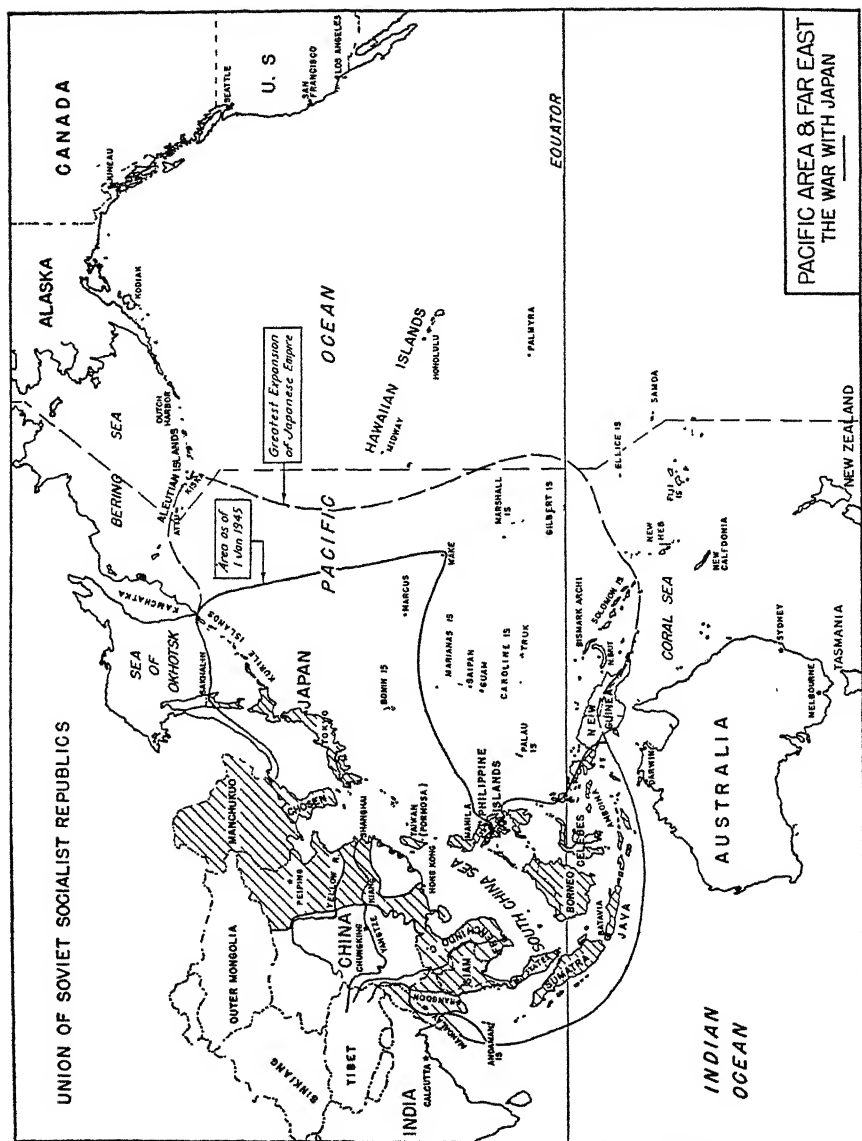 UNION OF SOVIET SOCIALIST REPUBLICS
CANADA
ALASKA
JUNEAU
KODIAK
SEATTLE
U. S
SAN
FRANCISCO
LOS ANGELES
BERING SEA
DUTCH
HARBOR
ALEUTIAN ISLANDS
ATTU
KISKA
KAMCHATKA
SEA
OF
OKHOTSK
SAKHALIN
KURILE ISLANDS
Area as of
1 Jan 1945
Greatest Expansion
of Japanese Empire
PACIFIC OCEAN
HAWAIIAN ISLANDS
MIDWAY
HONOLULU
PALMYRA
EQUATOR
OUTER MONGOLIA
SINKIANG
TIBET
MANCHUKUO
CHOSEN
JAPAN
TOKYO
PEIPING
YELLOW R.
CHINA
CHUNGKING
YANGTZE
KIANG
SHANGHAI
TAIWAN
(FORMOSA)
HONG KONG
BONIN IS
MARCUS
WAKE
MARIANAS IS
SAIPAN
GUAM
CAROLINE IS
TRUK
PALAU
IS
MARSHALL
IS
GILBERT IS
MANILA
PHILIPPINE
ISLANDS
SOUTH CHINA SEA
FRENCH INDO
C.
SIAM
RANGOON
MANDALAY
INDIA
CALCUTTA
ANDAMAN
IS
SUMATRA
BATAVIA
JAVA
BORNEO
CELEBES
AMBOINA
NEW
GUINEA
BISMARK ARCHI
N. BRIT
SOLOMON IS
ELLICE IS
SAMOA
FIJI
IS
NEW
HEB
NEW
CALEDONIA
CORAL SEA
DARWIN
AUSTRALIA
SYDNEY
MELBOURNE
TASMANIA
NEW ZEALAND
INDIAN
OCEAN
PACIFIC AREA & FAR EAST
THE WAR WITH JAPAN